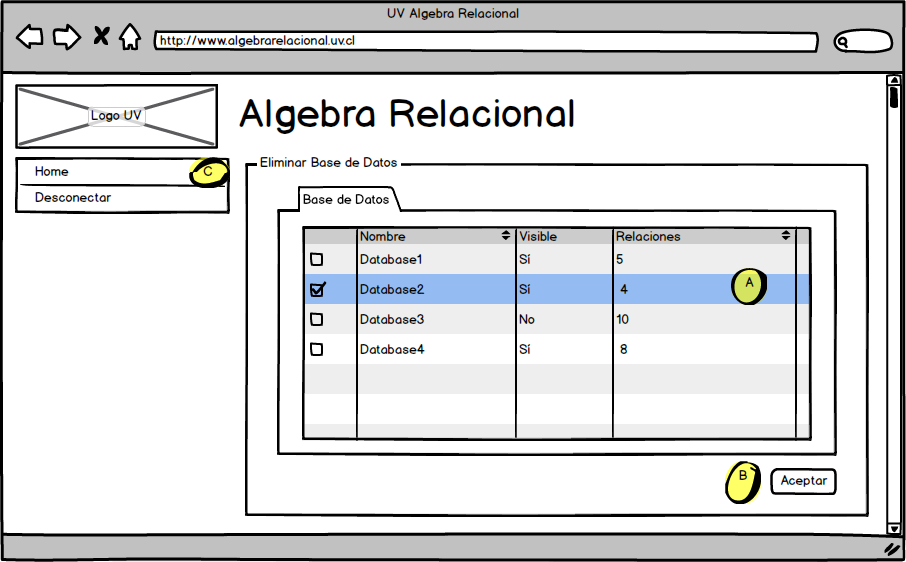 UV Algebra Relacional
http://www.algebrarelacional.uv.cl
Logo UV
Algebra Relacional
Home C
Desconectar
Eliminar Base de Datos
Base de Datos
Nombre Visible Relaciones
Database1 Sí 5
Database2 Sí 4 A
Database3 No 10
Database4 Sí 8
B Aceptar